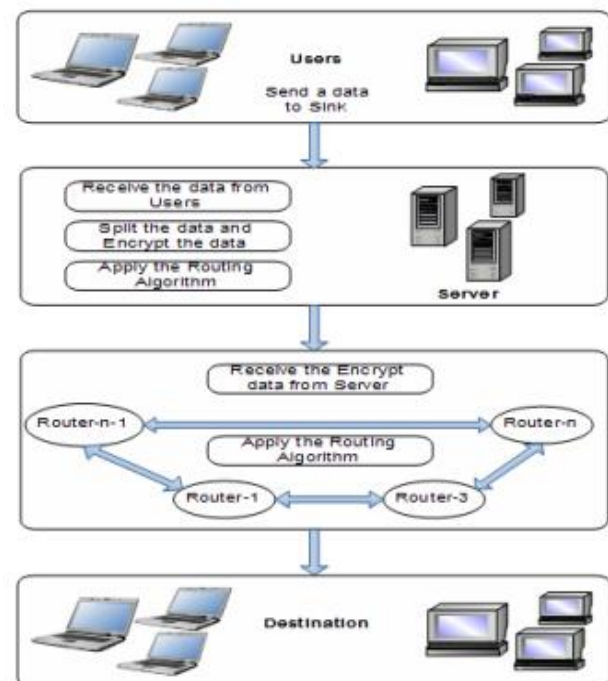 Users
Send a data
to Sink
Receive the data from
Users
Split the data and
Encrypt the data
Apply the Routing
Algorithm
Server
Receive the Encrypt
data from Server
Router-n-1
Router-n
Apply the Routing
Algorithm
Router-1
Router-3
Destination